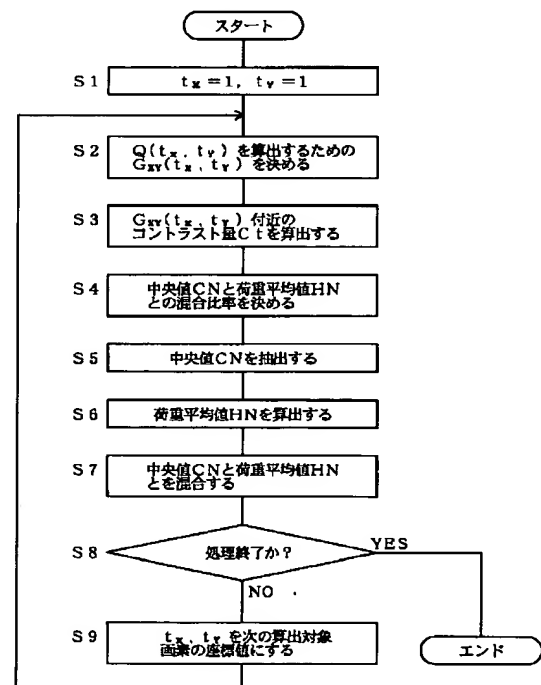 スタート
S1 tx=1, ty=1
S2 Q(tx, ty)を算出するための
GXY(tx, ty)を決める
S3 GXY(tx, ty)付近の
コントラスト量Ctを算出する
S4 中央値CNと荷重平均値HN
との混合比率を決める
S5 中央値CNを抽出する
S6 荷重平均値HNを算出する
S7 中央値CNと荷重平均値HN
とを混合する
S8 処理終了か?
YES
NO
S9 tx, tyを次の算出対象
画素の座標値にする
エンド